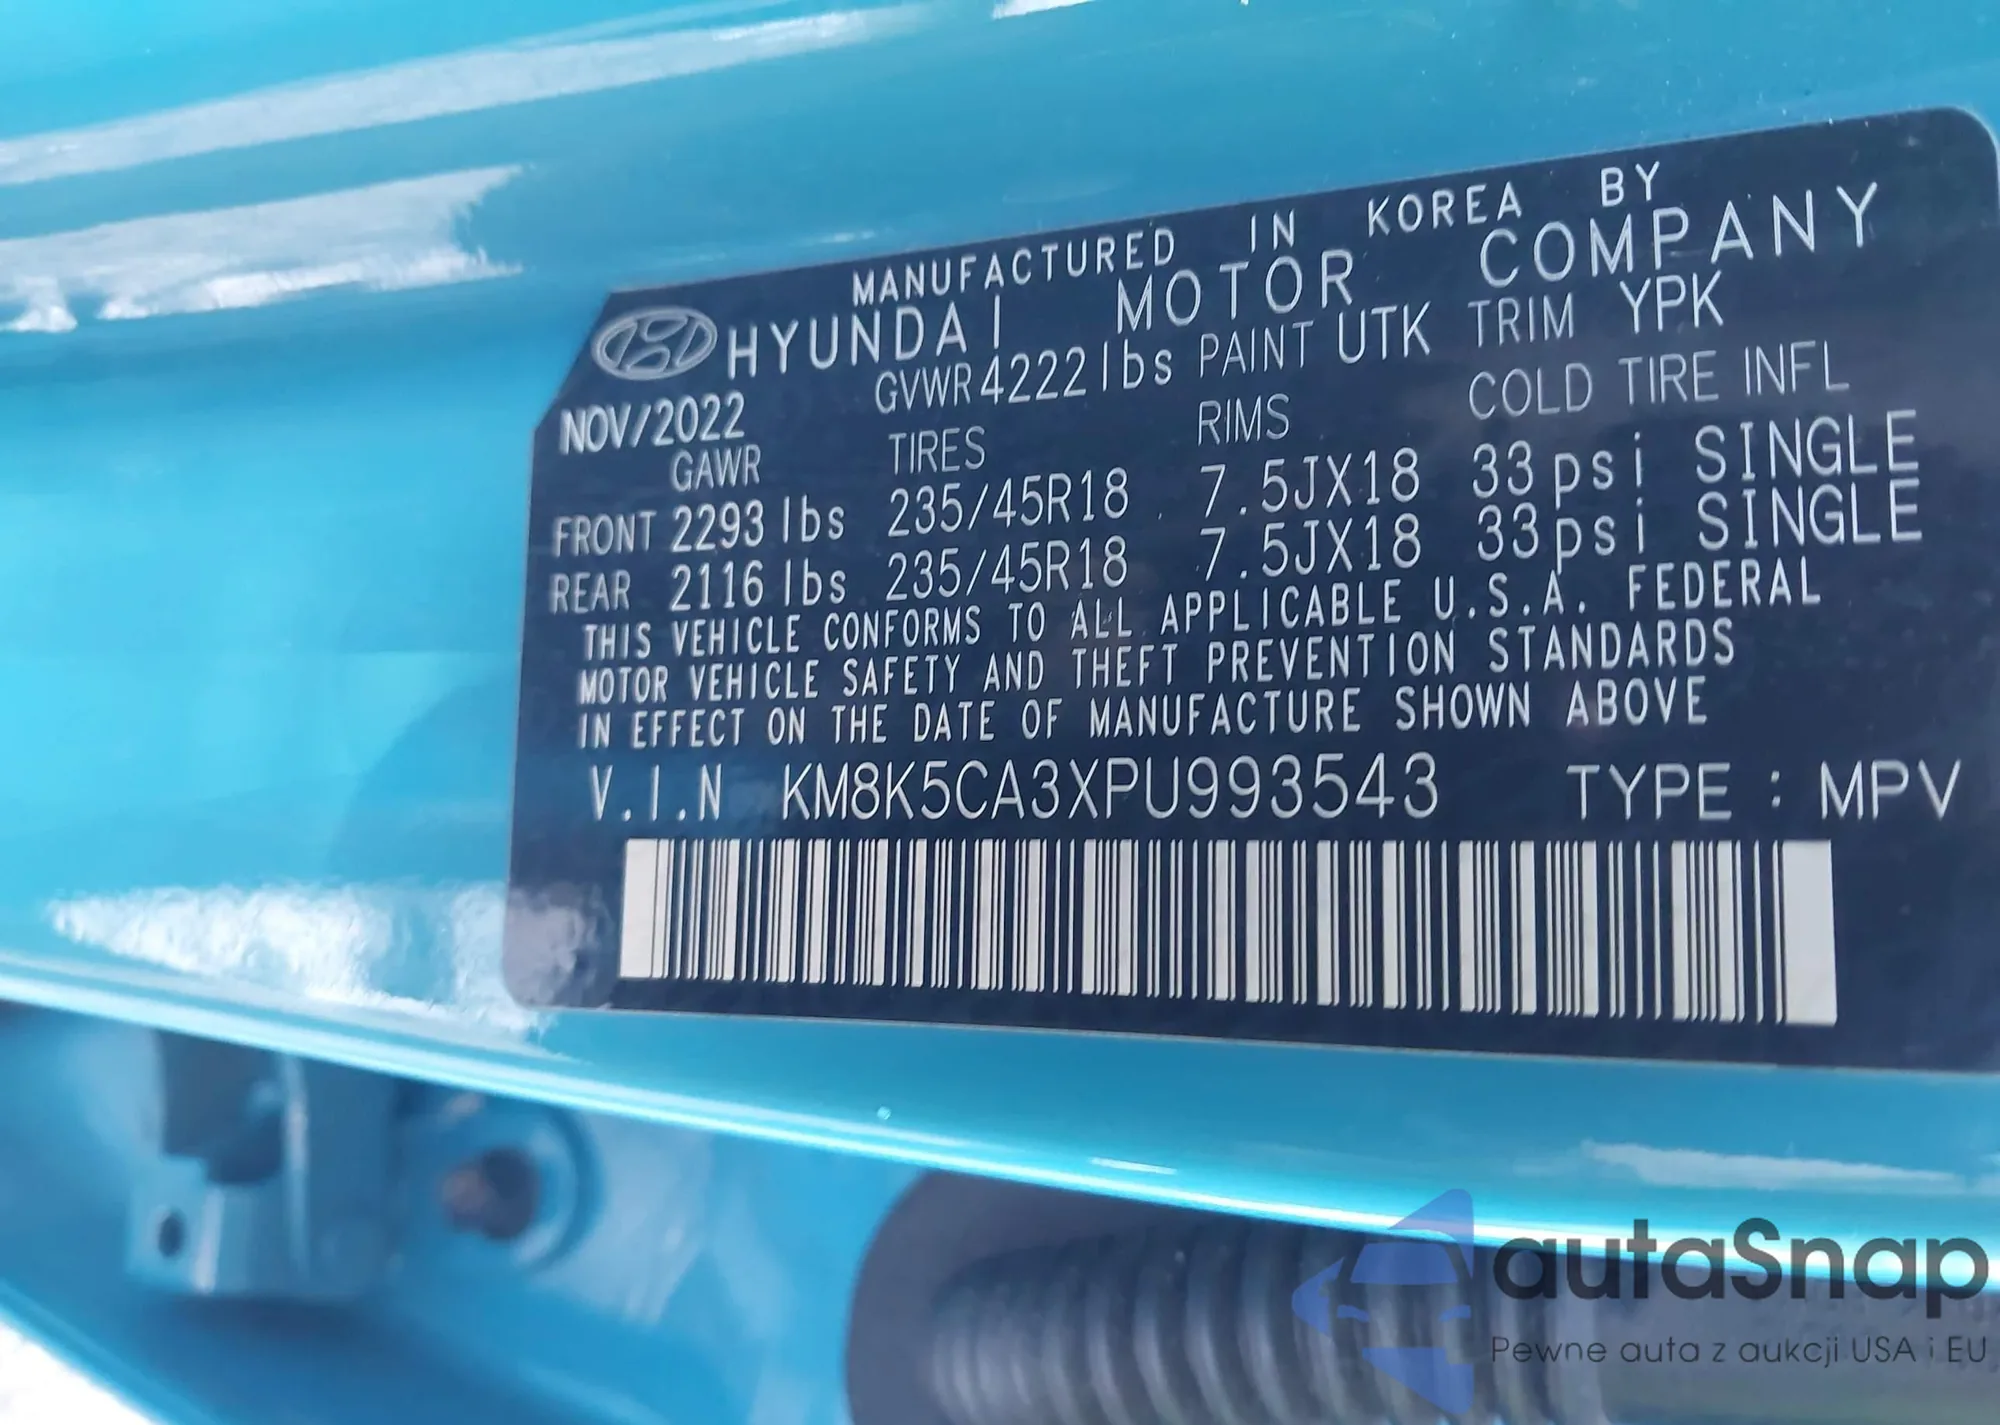 MANUFACTURED IN KOREA BY
HYUNDAI MOTOR COMPANY
NOV/2022 GVWR 4222 lbs PAINT UTK TRIM YPK
GAWR TIRES RIMS COLD TIRE INFL
FRONT 2293 lbs 235/45R18 7.5JX18 33psi SINGLE
REAR 2116 lbs 235/45R18 7.5JX18 33psi SINGLE
THIS VEHICLE CONFORMS TO ALL APPLICABLE U.S.A. FEDERAL
MOTOR VEHICLE SAFETY AND THEFT PREVENTION STANDARDS
IN EFFECT ON THE DATE OF MANUFACTURE SHOWN ABOVE
V.I.N KM8K5CA3XPU993543 TYPE : MPV
autaSnap
Pewne auta z aukcji USA i EU